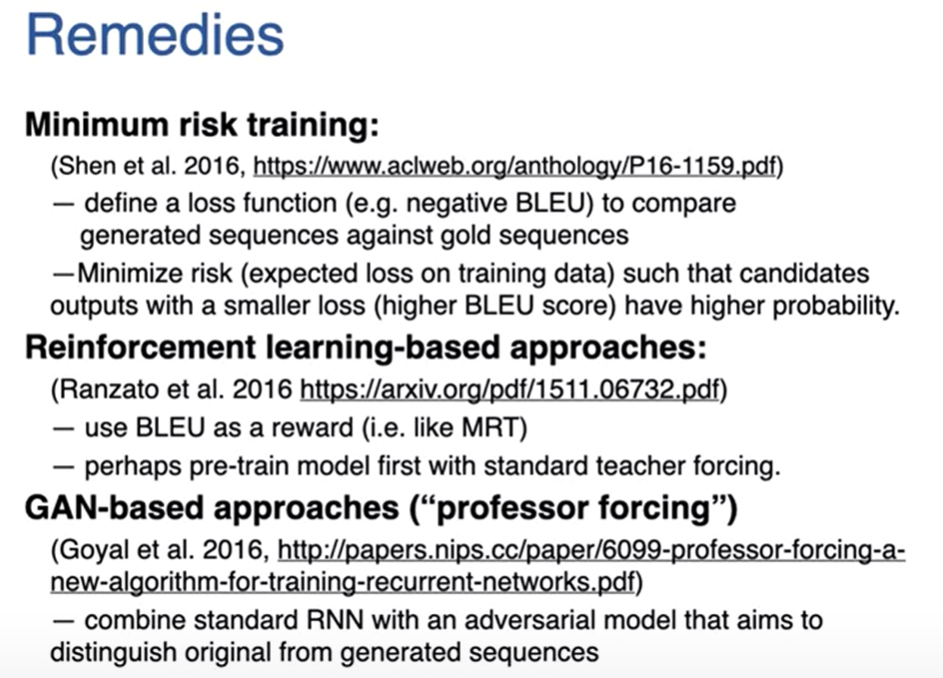 Remedies
Minimum risk training:
(Shen et al. 2016, https://www.aclweb.org/anthology/P16-1159.pdf)
— define a loss function (e.g. negative BLEU) to compare
generated sequences against gold sequences
—Minimize risk (expected loss on training data) such that candidates
outputs with a smaller loss (higher BLEU score) have higher probability.
Reinforcement learning-based approaches:
(Ranzato et al. 2016 https://arxiv.org/pdf/1511.06732.pdf)
— use BLEU as a reward (i.e. like MRT)
— perhaps pre-train model first with standard teacher forcing.
GAN-based approaches (“professor forcing”)
(Goyal et al. 2016, http://papers.nips.cc/paper/6099-professor-forcing-a-
new-algorithm-for-training-recurrent-networks.pdf)
— combine standard RNN with an adversarial model that aims to
distinguish original from generated sequences